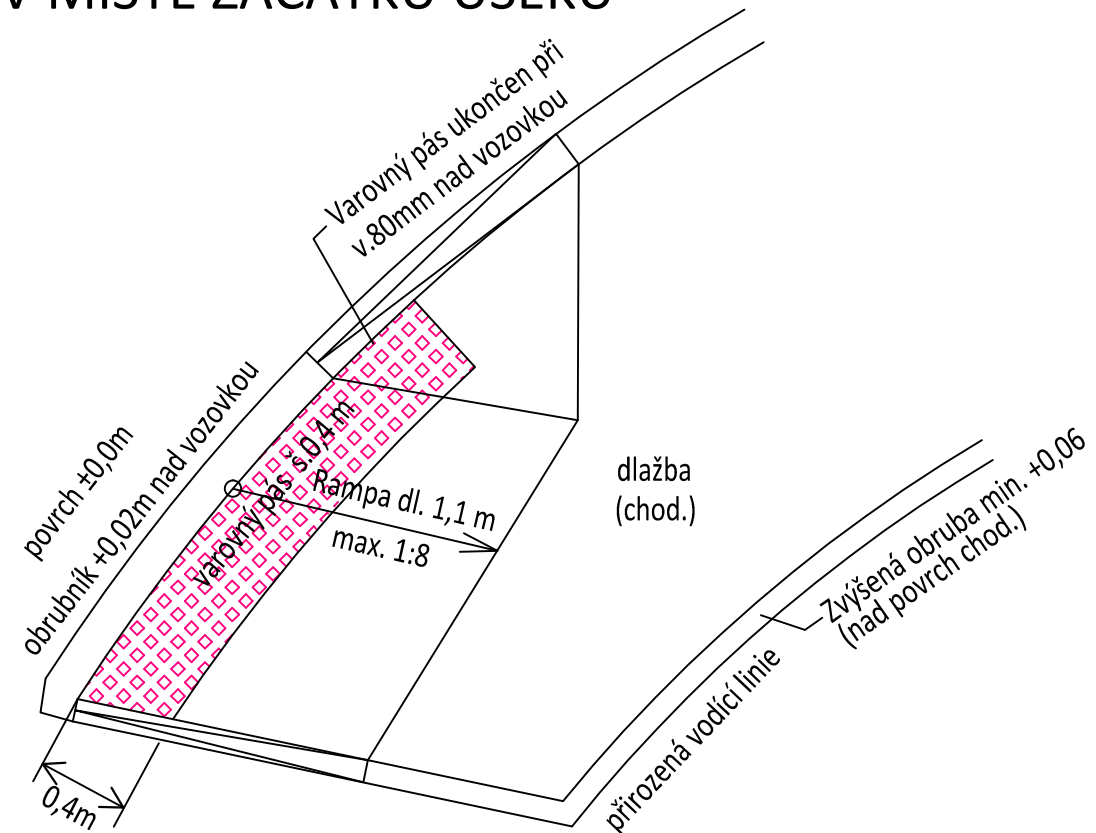 V MÍSTĚ ZAČÁTKU ÚSEKU
Varovný pás ukončen při
v.80mm nad vozovkou
povrch ±0,0m
obrubník +0,02m nad vozovkou
varovný pás š.0,4 m
Rampa dl. 1,1 m
max. 1:8
dlažba
(chod.)
Zvýšená obruba min. +0,06
(nad povrch chod.)
přirozená vodící linie
0,4m